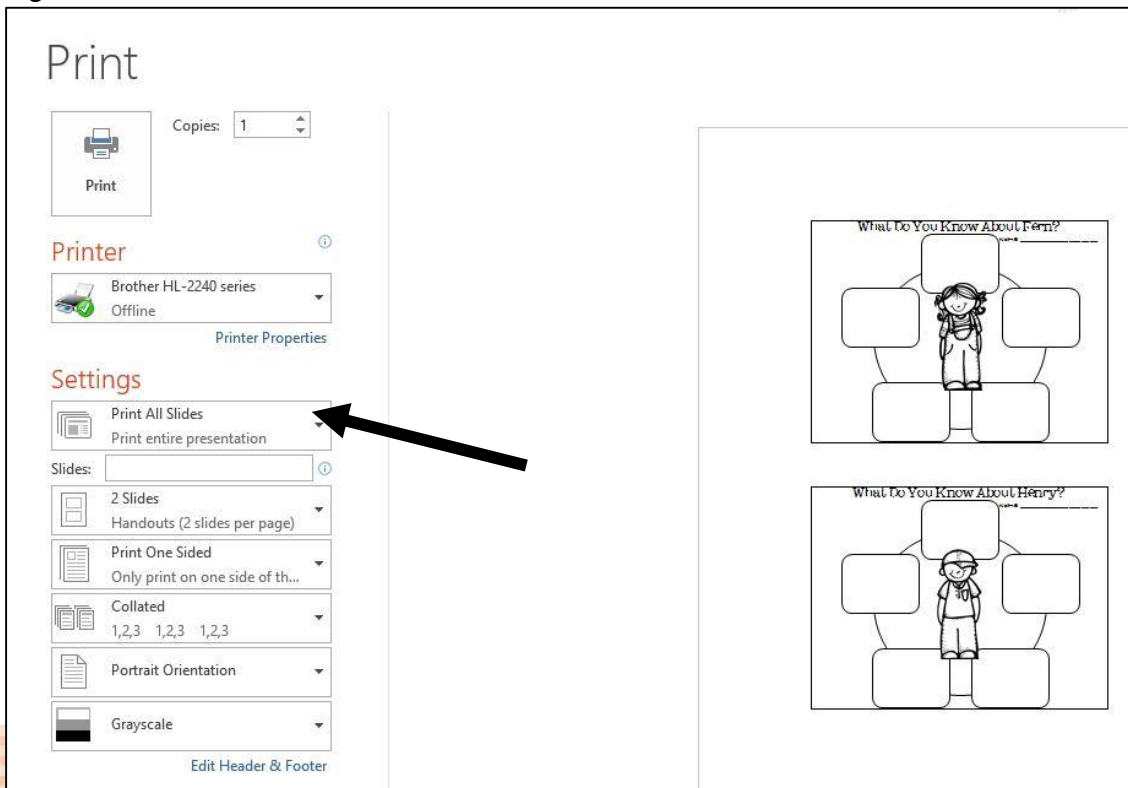 Print
Copies: 1
Print
Printer
Brother HL-2240 series
Offline
Printer Properties
Settings
Print All Slides
Print entire presentation
Slides:
2 Slides
Handouts (2 slides per page)
Print One Sided
Only print on one side of th...
Collated
1,2,3 1,2,3 1,2,3
Portrait Orientation
Grayscale
Edit Header & Footer
What Do You Know About Fern?
Name
What Do You Know About Henry?
Name